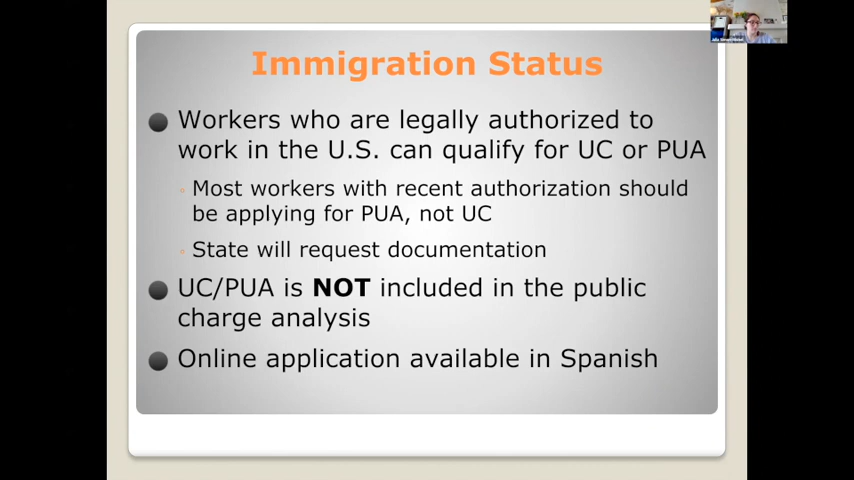 Immigration Status
Workers who are legally authorized to
work in the U.S. can qualify for UC or PUA
Most workers with recent authorization should
be applying for PUA, not UC
State will request documentation
UC/PUA is NOT included in the public
charge analysis
Online application available in Spanish